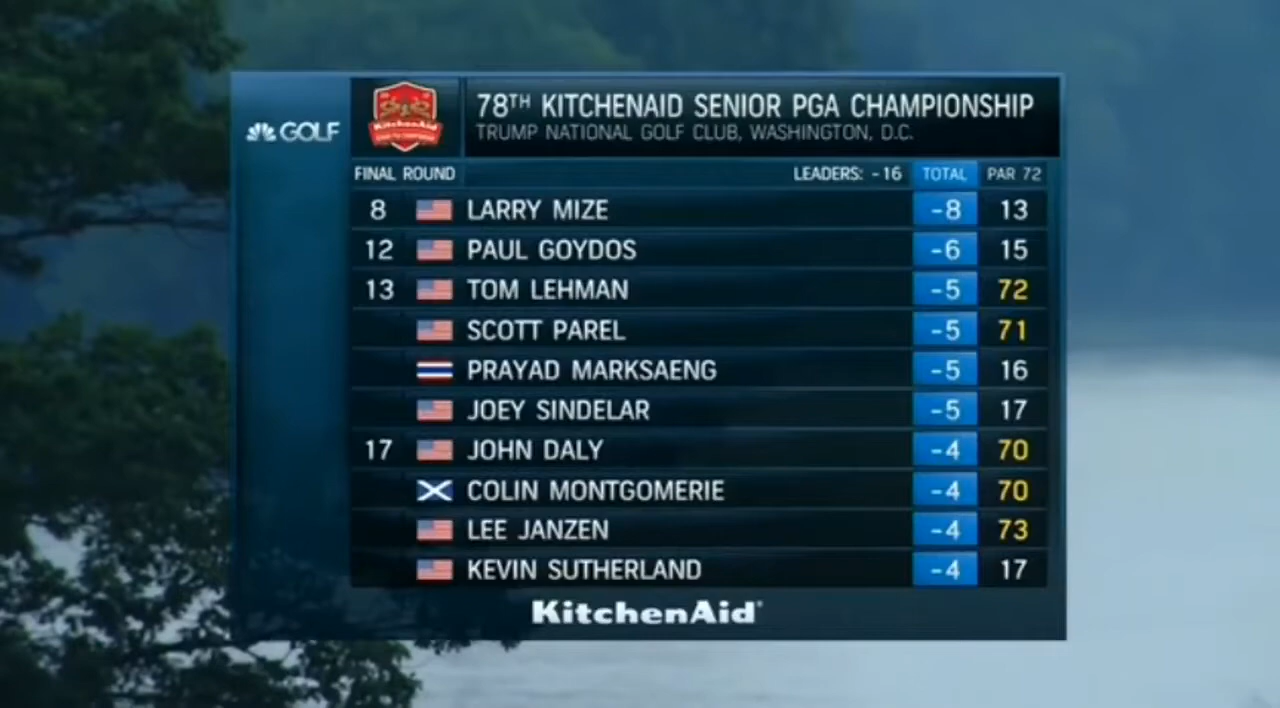 GOLF
KitchenAid
78TH KITCHENAID SENIOR PGA CHAMPIONSHIP
TRUMP NATIONAL GOLF CLUB, WASHINGTON, D.C.
FINAL ROUND LEADERS: -16 TOTAL PAR 72
8 LARRY MIZE -8 13
12 PAUL GOYDOS -6 15
13 TOM LEHMAN -5 72
SCOTT PAREL -5 71
PRAYAD MARKSAENG -5 16
JOEY SINDELAR -5 17
17 JOHN DALY -4 70
COLIN MONTGOMERIE -4 70
LEE JANZEN -4 73
KEVIN SUTHERLAND -4 17
KitchenAid